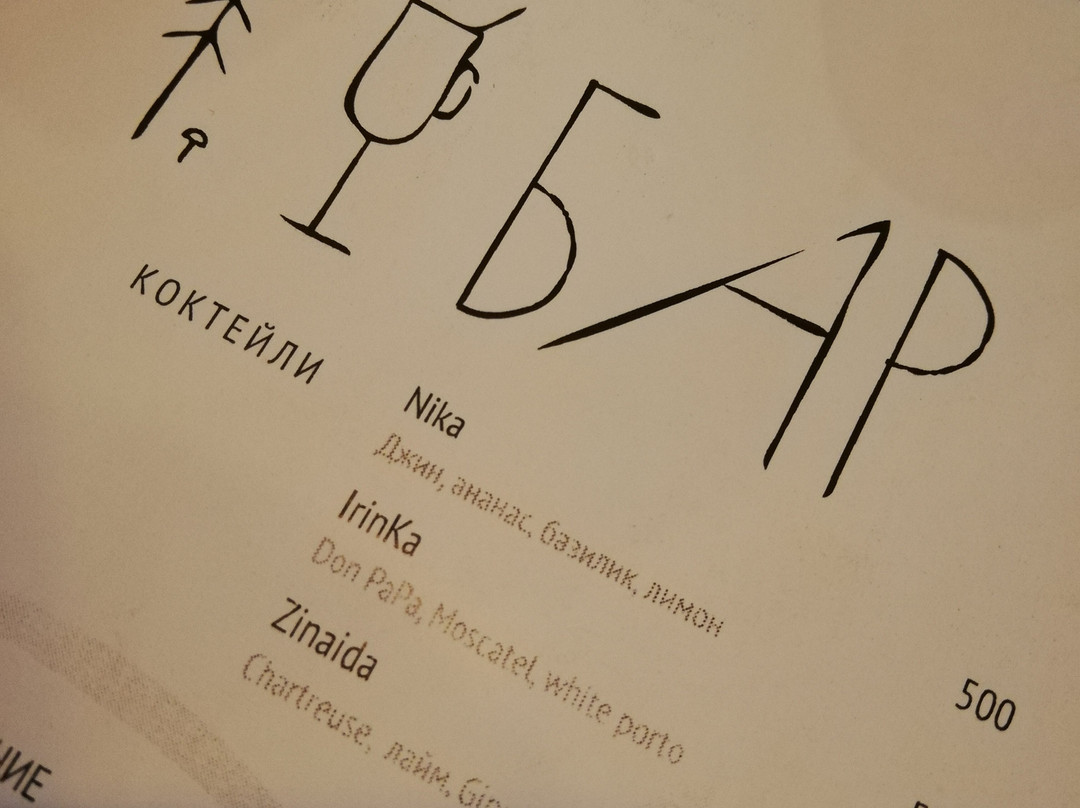 БАР
КОКТЕЙЛИ
Nika
Джин, ананас, базилик, лимон
500
IrinKa
Don PaPa, Moscatel, white porto
Zinaida
Chartreuse, лайм,